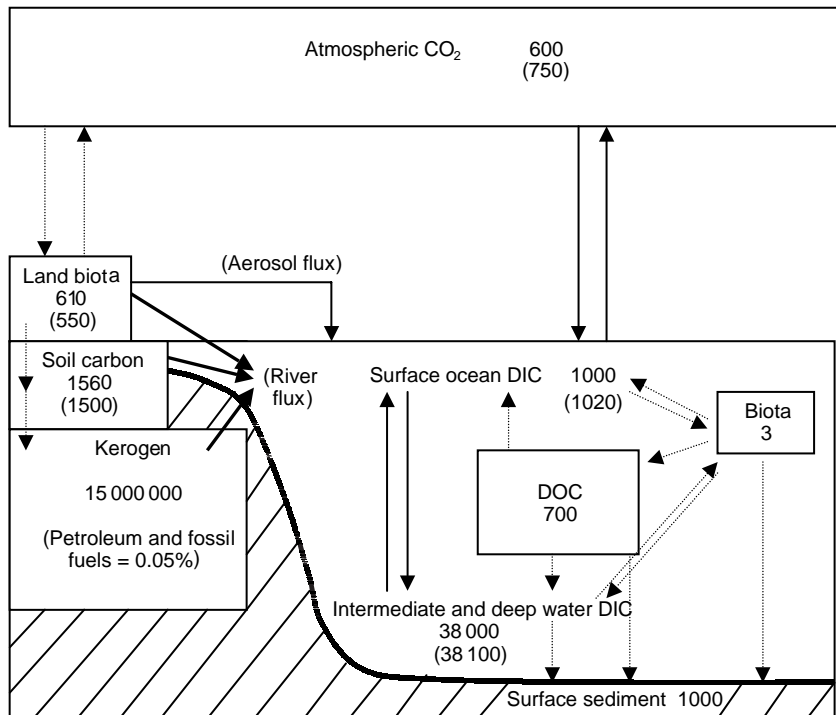 Atmospheric CO₂ 600
(750)
(Aerosol flux)
Land biota
610
(550)
Soil carbon
1560
(1500)
(River
flux)
Surface ocean DIC 1000
(1020)
Biota
3
Kerogen
15 000 000
(Petroleum and fossil
fuels = 0.05%)
DOC
700
Intermediate and deep water DIC
38 000
(38 100)
Surface sediment 1000